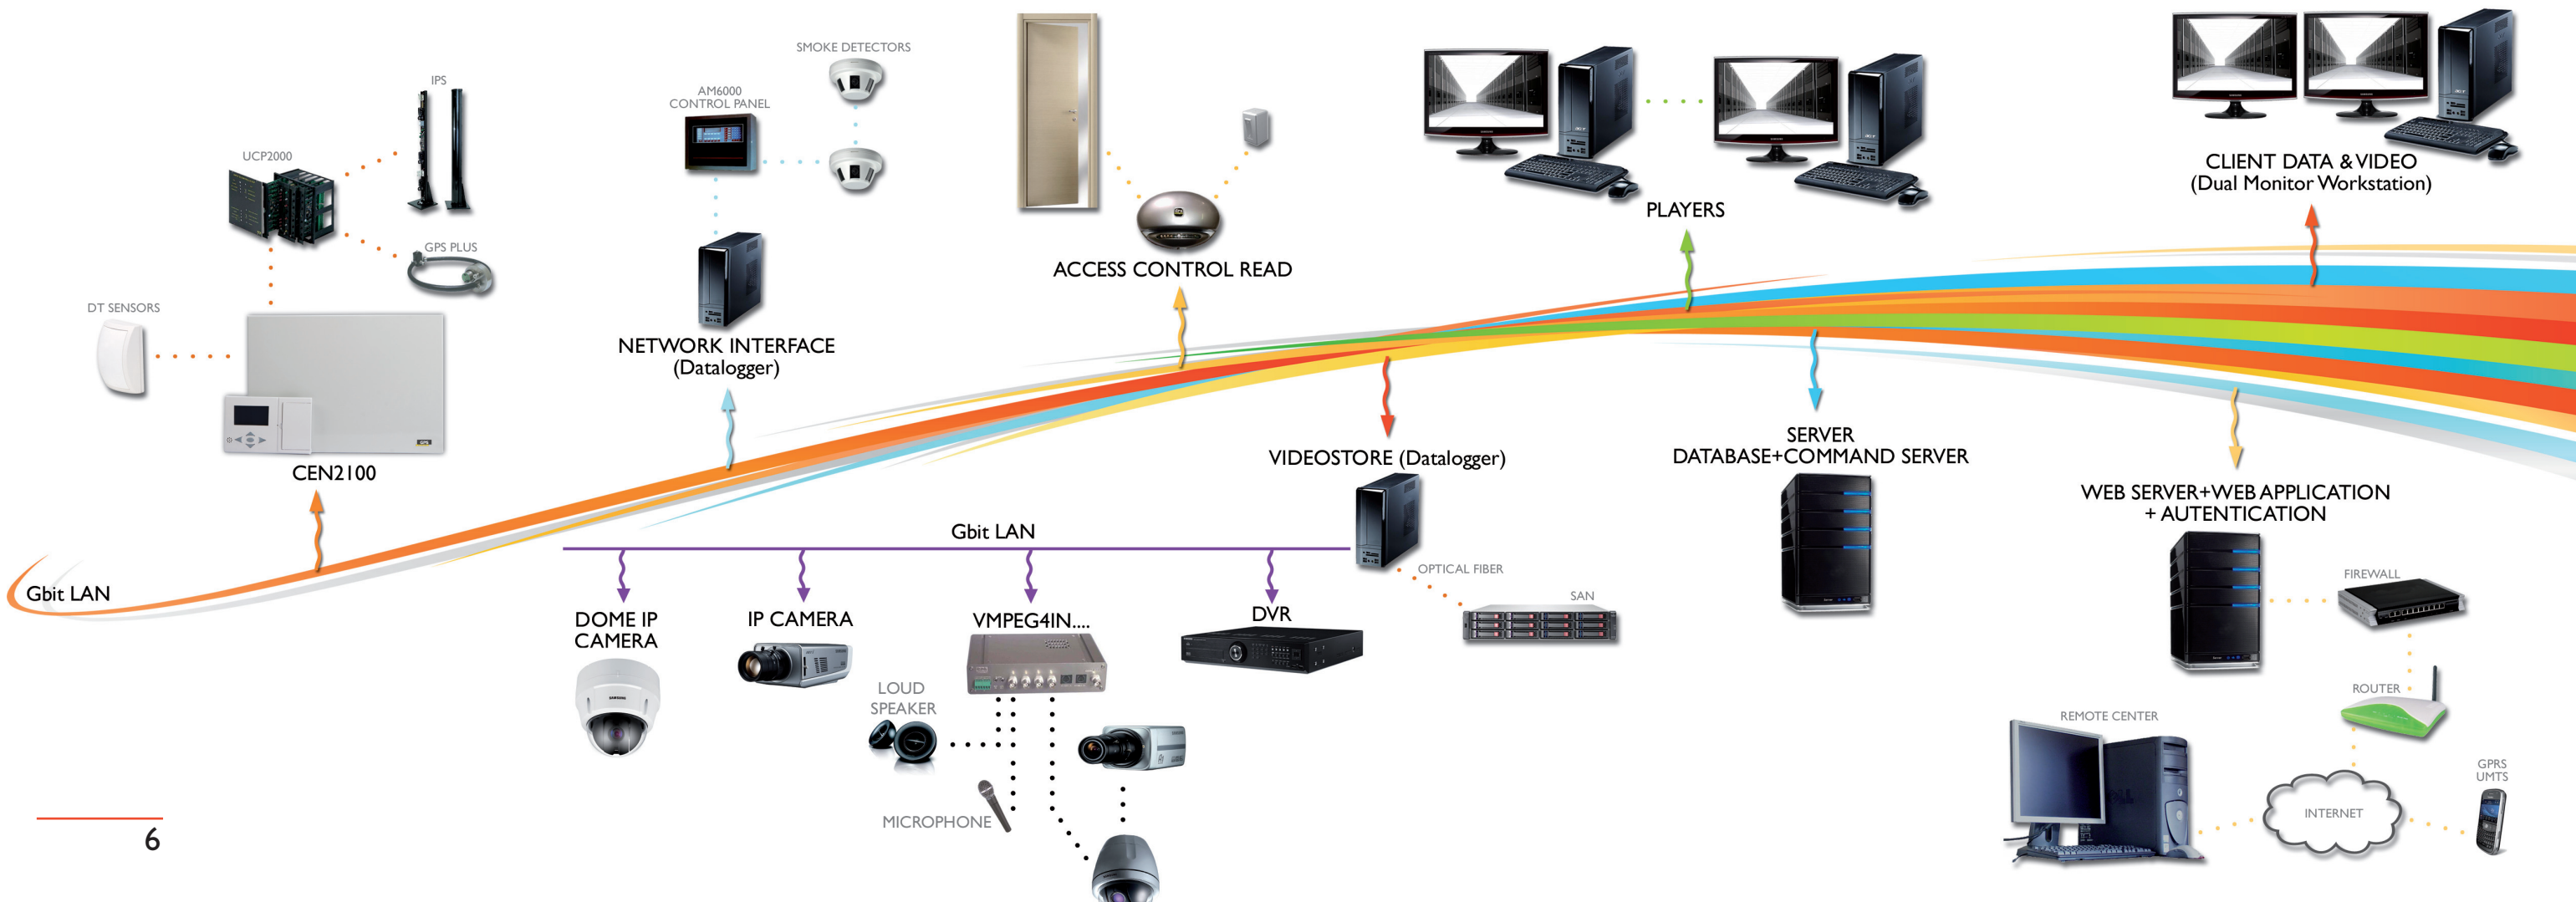 SMOKE DETECTORS
IPS
AM6000
CONTROL PANEL
UCP2000
GPS PLUS
DT SENSORS
CEN2100
NETWORK INTERFACE
(Datalogger)
ACCESS CONTROL READ
PLAYERS
CLIENT DATA & VIDEO
(Dual Monitor Workstation)
Gbit LAN
VIDEOSTORE (Datalogger)
SERVER
DATABASE+COMMAND SERVER
WEB SERVER+WEB APPLICATION
+ AUTENTICATION
Gbit LAN
DOME IP
CAMERA
IP CAMERA
VMPEG4IN....
DVR
OPTICAL FIBER
SAN
FIREWALL
ROUTER
REMOTE CENTER
INTERNET
GPRS
UMTS
LOUD
SPEAKER
MICROPHONE
SAMSUNG
6